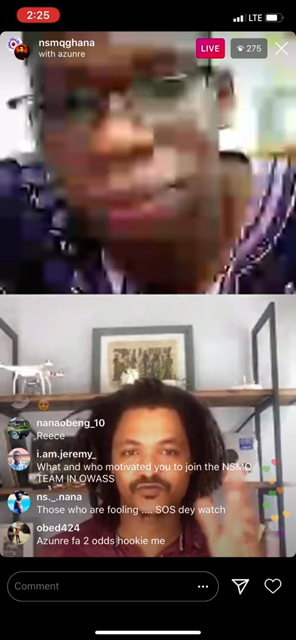 2:25
LTE
nsmqghana
with azunre
LIVE
275
nanaobeng_10
Reece
i.am.jeremy_
What and who motivated you to join the NSMQ
TEAM IN OWASS
ns._.nana
Those who are fooling .... SOS dey watch
obed424
Azunre fa 2 odds hookie me
Comment